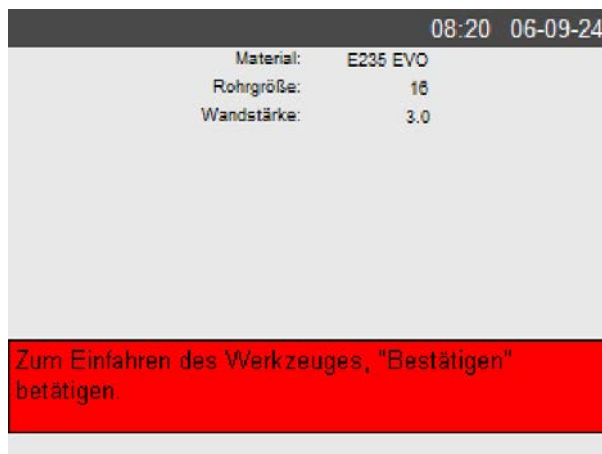 08:20 06-09-24
Material: E235 EVO
Rohrgröße: 16
Wandstärke: 3.0
Zum Einfahren des Werkzeuges, "Bestätigen"
betätigen.